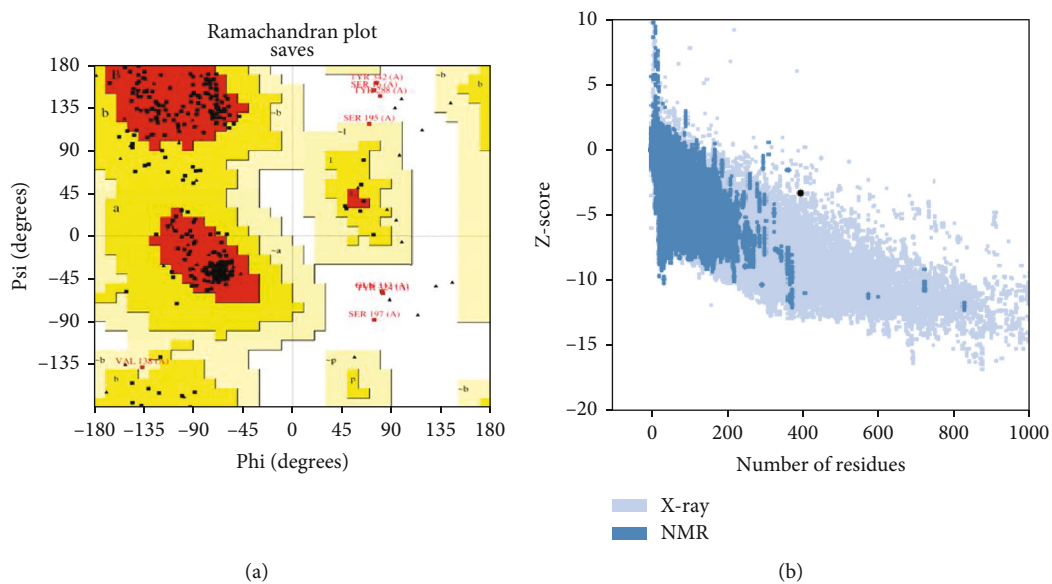 Ramachandran plot
saves
Psi (degrees)
180
135
90
45
0
−45
−90
−135
B
b
a
~b
~a
~l
l
~b
b
SER 195 (A)
SER 197 (A)
VAL 138 (A)
~b
b
~p
p
~b
−180 −135 −90 −45 0 45 90 135 180
Phi (degrees)
(a)
Z-score
10
5
0
−5
−10
−15
−20
0 200 400 600 800 1000
Number of residues
X-ray
NMR
(b)